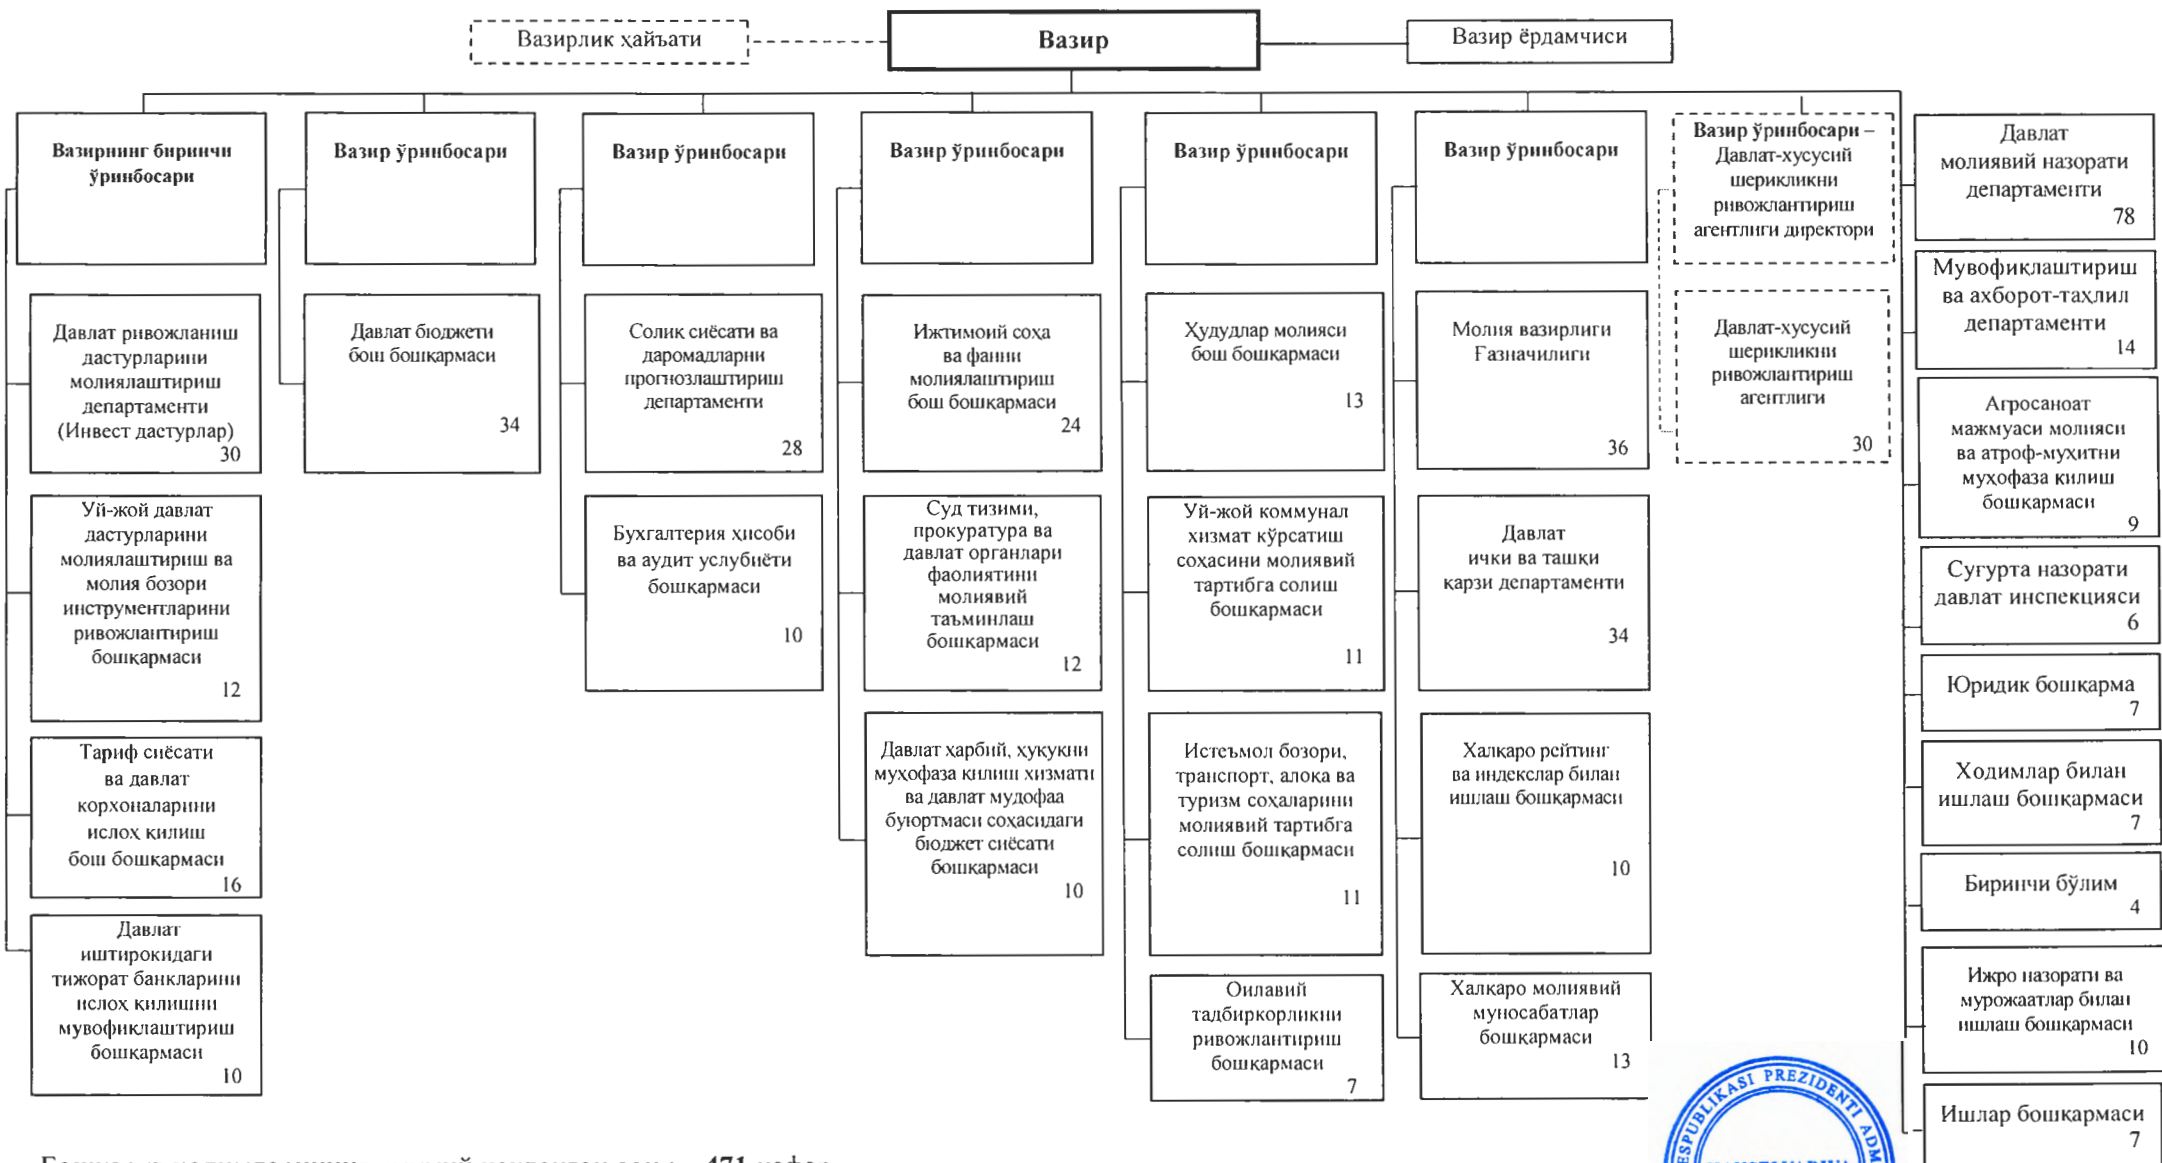 Вазирлик ҳайъати
Вазир
Вазир ёрдамчиси
Вазирнинг биринчи
ўринбосари
Давлат ривожланиш
дастурларини
молиялаштириш
департаменти
(Инвест дастурлар)
30
Уй-жой давлат
дастурларини
молиялаштириш ва
молия бозори
инструментларини
ривожлантириш
бошқармаси
12
Тариф сиёсати
ва давлат
корхоналарини
ислоҳ қилиш
бош бошқармаси
16
Давлат
иштирокидаги
тижорат банкларини
ислоҳ қилишни
мувофиқлаштириш
бошқармаси
10
Вазир ўринбосари
Давлат бюджети
бош бошқармаси
34
Вазир ўринбосари
Солиқ сиёсати ва
даромадларни
прогнозлаштириш
департаменти
28
Бухгалтерия ҳисоби
ва аудит услубиёти
бошқармаси
10
Вазир ўринбосари
Ижтимоий соҳа
ва фанни
молиялаштириш
бош бошқармаси
24
Суд тизими,
прокуратура ва
давлат органлари
фаолиятини
молиявий
таъминлаш
бошқармаси
12
Давлат ҳарбий, ҳуқуқни
муҳофаза қилиш хизмати
ва давлат мудофаа
буюртмаси соҳасидаги
бюджет сиёсати
бошқармаси
10
Вазир ўринбосари
Ҳудудлар молияси
бош бошқармаси
13
Уй-жой коммунал
хизмат кўрсатиш
соҳасини молиявий
тартибга солиш
бошқармаси
11
Истеъмол бозори,
транспорт, алоқа ва
туризм соҳаларини
молиявий тартибга
солиш бошқармаси
11
Оилавий
тадбиркорликни
ривожлантириш
бошқармаси
7
Вазир ўринбосари
Молия вазирлиги
Ғазначилиги
36
Давлат
ички ва ташқи
қарзи департаменти
34
Халқаро рейтинг
ва индекслар билан
ишлаш бошқармаси
10
Халқаро молиявий
муносабатлар
бошқармаси
13
Вазир ўринбосари –
Давлат-хусусий
шерикликни
ривожлантириш
агентлиги директори
Давлат-хусусий
шерикликни
ривожлантириш
агентлиги
30
Давлат
молиявий назорати
департаменти
78
Мувофиқлаштириш
ва ахборот-таҳлил
департаменти
14
Агросаноат
мажмуаси молияси
ва атроф-муҳитни
муҳофаза қилиш
бошқармаси
9
Суғурта назорати
давлат инспекцияси
6
Юридик бошқарма
7
Ходимлар билан
ишлаш бошқармаси
7
Биринчи бўлим
4
Ижро назорати ва
мурожаатлар билан
ишлаш бошқармаси
10
Ишлар бошқармаси
7
PREZIDENTI
471